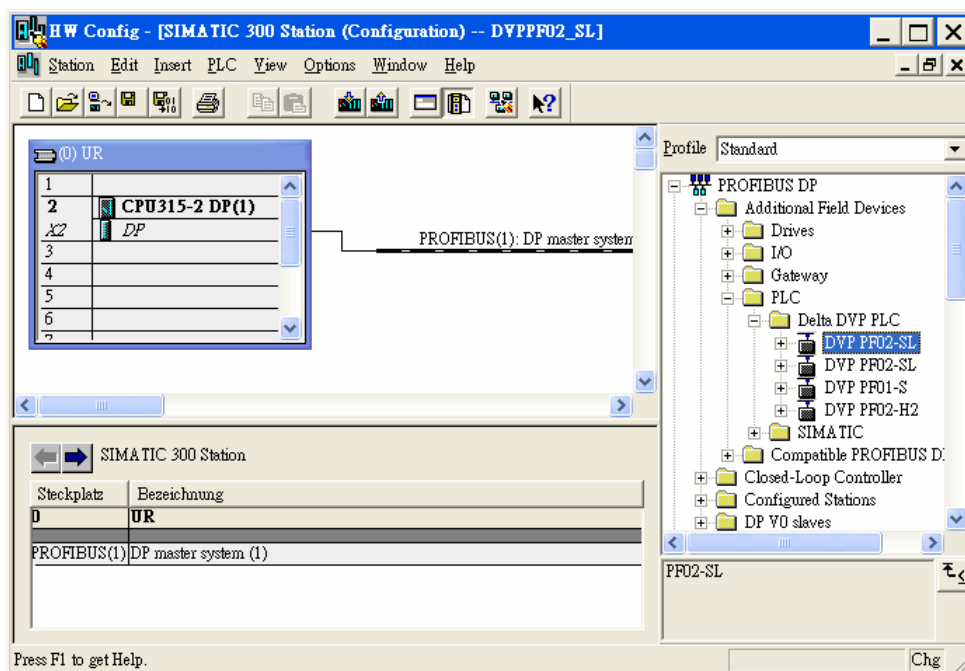 HW Config - [SIMATIC 300 Station (Configuration) -- DVPPF02_SL]
Station Edit Insert PLC View Options Window Help
(0) UR
1
2 CPU315-2 DP(1)
X2 DP
3
4
5
6
PROFIBUS(1): DP master system
Profile Standard
PROFIBUS DP
Additional Field Devices
Drives
I/O
Gateway
PLC
Delta DVP PLC
DVP PF02-SL
DVP PF02-SL
DVP PF01-S
DVP PF02-H2
SIMATIC
Compatible PROFIBUS D
Closed-Loop Controller
Configured Stations
DP V0 slaves
SIMATIC 300 Station
Steckplatz Bezeichnung
0 UR
PROFIBUS(1) DP master system (1)
PF02-SL
Press F1 to get Help.
Chg